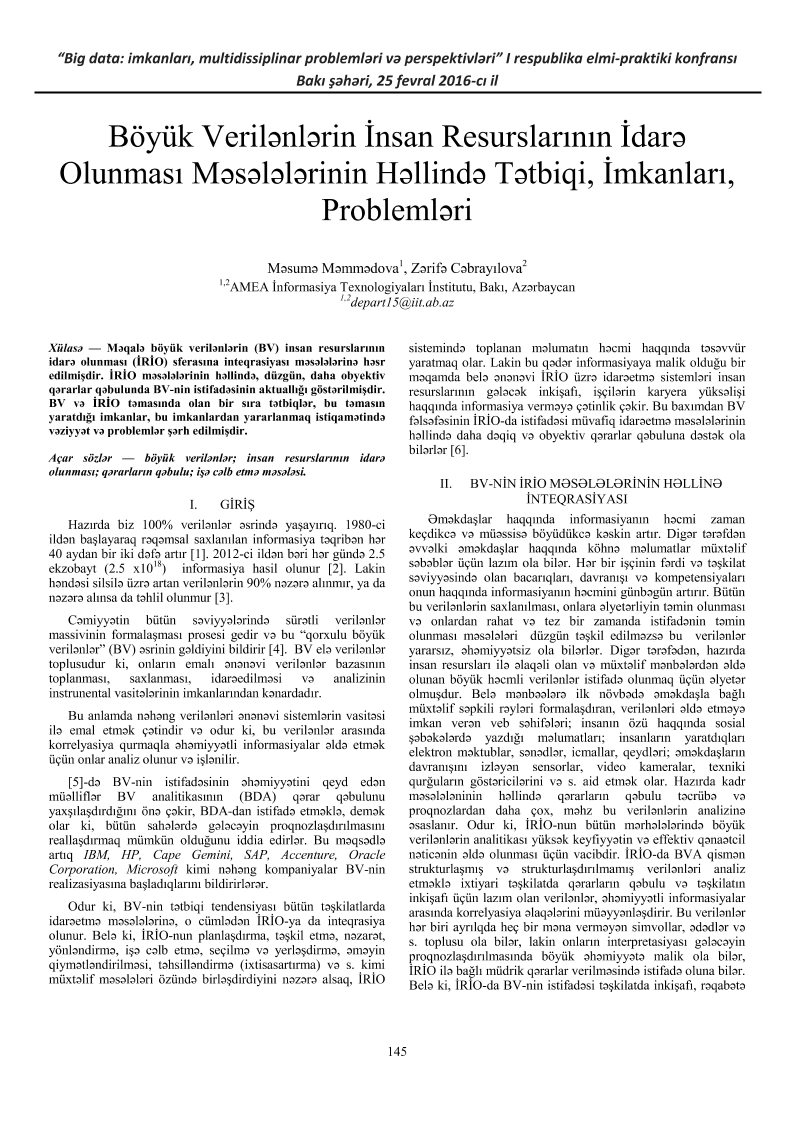 “Big data: imkanları, multidissiplinar problemləri və perspektivləri” I respublika elmi-praktiki konfransı
Bakı şəhəri, 25 fevral 2016-cı il
Böyük Verilənlərin İnsan Resurslarının İdarə
Olunması Məsələlərinin Həllində Tətbiqi, İmkanları,
Problemləri
Məsumə Məmmədova1, Zərifə Cəbrayılova2
1,2AMEA İnformasiya Texnologiyaları İnstitutu, Bakı, Azərbaycan
1,2depart15@iit.ab.az
Xülasə — Məqalə böyük verilənlərin (BV) insan resurslarının
idarə olunması (İRİO) sferasına inteqrasiyası məsələlərinə həsr
edilmişdir. İRİO məsələlərinin həllində, düzgün, daha obyektiv
qərarlar qəbulunda BV-nin istifadəsinin aktuallığı göstərilmişdir.
BV və İRİO təmasında olan bir sıra tətbiqlər, bu təmasın
yaratdığı imkanlar, bu imkanlardan yararlanmaq istiqamətində
vəziyyət və problemlər şərh edilmişdir.
Açar sözlər — böyük verilənlər; insan resurslarının idarə
olunması; qərarların qəbulu; işə cəlb etmə məsələsi.
I. GİRİŞ
Hazırda biz 100% verilənlər əsrində yaşayırıq. 1980-ci
ildən başlayaraq rəqəmsal saxlanılan informasiya təqribən hər
40 aydan bir iki dəfə artır [1]. 2012-ci ildən bəri hər gündə 2.5
ekzobayt (2.5 x10¹⁸) informasiya hasil olunur [2]. Lakin
həndəsi silsilə üzrə artan verilənlərin 90% nəzərə alınmır, ya da
nəzərə alınsa da təhlil olunmur [3].
Cəmiyyətin bütün səviyyələrində sürətli verilənlər
massivinin formalaşması prosesi gedir və bu “qorxulu böyük
verilənlər” (BV) əsrinin gəldiyini bildirir [4]. BV elə verilənlər
toplusudur ki, onların emalı ənənəvi verilənlər bazasının
toplanması, saxlanması, idarəedilməsi və analizinin
instrumental vasitələrinin imkanlarından kənardadır.
Bu anlamda nəhəng verilənləri ənənəvi sistemlərin vasitəsi
ilə emal etmək çətindir və odur ki, bu verilənlər arasında
korrelyasiya qurmaqla əhəmiyyətli informasiyalar əldə etmək
üçün onlar analiz olunur və işlənilir.
[5]-də BV-nin istifadəsinin əhəmiyyətini qeyd edən
müəlliflər BV analitikasının (BDA) qərar qəbulunu
yaxşılaşdırdığını önə çəkir, BDA-dan istifadə etməklə, demək
olar ki, bütün sahələrdə gələcəyin proqnozlaşdırılmasını
reallaşdırmaq mümkün olduğunu iddia edirlər. Bu məqsədlə
artıq IBM, HP, Cape Gemini, SAP, Accenture, Oracle
Corporation, Microsoft kimi nəhəng kompaniyalar BV-nin
realizasiyasına başladıqlarını bildirirlərər.
Odur ki, BV-nin tətbiqi tendensiyası bütün təşkilatlarda
idarəetmə məsələlərinə, o cümlədən İRİO-ya da inteqrasiya
olunur. Belə ki, İRİO-nun planlaşdırma, təşkil etmə, nəzarət,
yönləndirmə, işə cəlb etmə, seçilmə və yerləşdirmə, əməyin
qiymətləndirilməsi, təhsilləndirmə (ixtisasartırma) və s. kimi
müxtəlif məsələləri özündə birləşdirdiyini nəzərə alsaq, İRİO
sistemində toplanan məlumatın həcmi haqqında təsəvvür
yaratmaq olar. Lakin bu qədər informasiyaya malik olduğu bir
məqamda belə ənənəvi İRİO üzrə idarəetmə sistemləri insan
resurslarının gələcək inkişafı, işçilərin karyera yüksəlişi
haqqında informasiya verməyə çətinlik çəkir. Bu baxımdan BV
fəlsəfəsinin İRİO-da istifadəsi müvafiq idarəetmə məsələlərinin
həllində daha dəqiq və obyektiv qərarlar qəbuluna dəstək ola
bilərlər [6].
II. BV-NİN İRİO MƏSƏLƏLƏRİNİN HƏLLİNƏ
İNTEQRASİYASI
Əməkdaşlar haqqında informasiyanın həcmi zaman
keçdikcə və müəssisə böyüdükcə kəskin artır. Digər tərəfdən
əvvəlki əməkdaşlar haqqında köhnə məlumatlar müxtəlif
səbəblər üçün lazım ola bilər. Hər bir işçinin fərdi və təşkilat
səviyyəsində olan bacarıqları, davranışı və kompetensiyaları
onun haqqında informasiyanın həcmini günbəgün artırır. Bütün
bu verilənlərin saxlanılması, onlara əlyetərliyin təmin olunması
və onlardan rahat və tez bir zamanda istifadənin təmin
olunması məsələləri düzgün təşkil edilməzsə bu verilənlər
yararsız, əhəmiyyətsiz ola bilərlər. Digər tərəfədən, hazırda
insan resursları ilə əlaqəli olan və müxtəlif mənbələrdən əldə
olunan böyük həcmli verilənlər istifadə olunmaq üçün əlyetər
olmuşdur. Belə mənbəələrə ilk növbədə əməkdaşla bağlı
müxtəlif səpkili rəyləri formalaşdıran, verilənləri əldə etməyə
imkan verən veb səhifələri; insanın özü haqqında sosial
şəbəkələrdə yazdığı məlumatları; insanların yaratdıqları
elektron məktublar, sənədlər, icmallar, qeydləri; əməkdaşların
davranışını izləyən sensorlar, video kameralar, texniki
qurğuların göstəricilərini və s. aid etmək olar. Hazırda kadr
məsələləninin həllində qərarların qəbulu təcrübə və
proqnozlardan daha çox, məhz bu verilənlərin analizinə
əsaslanır. Odur ki, İRİO-nun bütün mərhələlərində böyük
verilənlərin analitikası yüksək keyfiyyətin və effektiv qənaətcil
nəticənin əldə olunması üçün vacibdir. İRİO-da BVA qismən
strukturlaşmış və strukturlaşdırılmamış verilənləri analiz
etməklə ixtiyari təşkilatda qərarların qəbulu və təşkilatın
inkişafı üçün lazım olan verilənlər, əhəmiyyətli informasiyalar
arasında korrelyasiya əlaqələrini müəyyənləşdirir. Bu verilənlər
hər biri ayrılıqda heç bir məna verməyən simvollar, ədədlər və
s. toplusu ola bilər, lakin onların interpretasiyası gələcəyin
proqnozlaşdırılmasında böyük əhəmiyyətə malik ola bilər,
İRİO ilə bağlı müdrik qərarlar verilməsində istifadə oluna bilər.
Belə ki, İRİO-da BV-nin istifadəsi təşkilatda inkişafı, rəqabətə
145